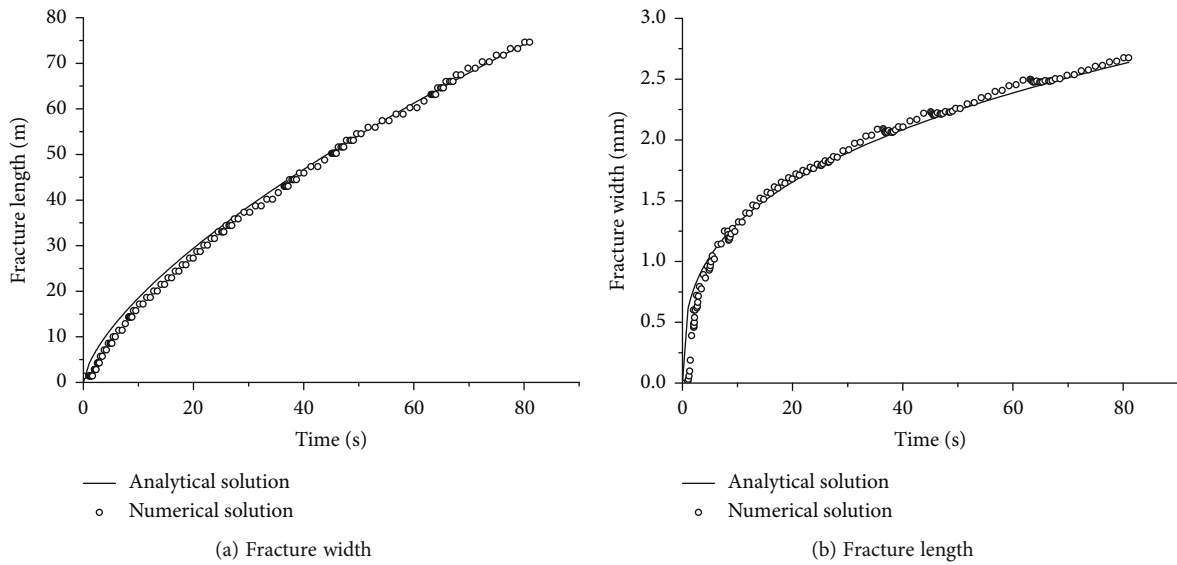 80
70
60
50
40
30
20
10
0
Fracture length (m)
0 20 40 60 80
Time (s)
Analytical solution
Numerical solution
(a) Fracture width
3.0
2.5
2.0
1.5
1.0
0.5
0.0
Fracture width (mm)
0 20 40 60 80
Time (s)
Analytical solution
Numerical solution
(b) Fracture length